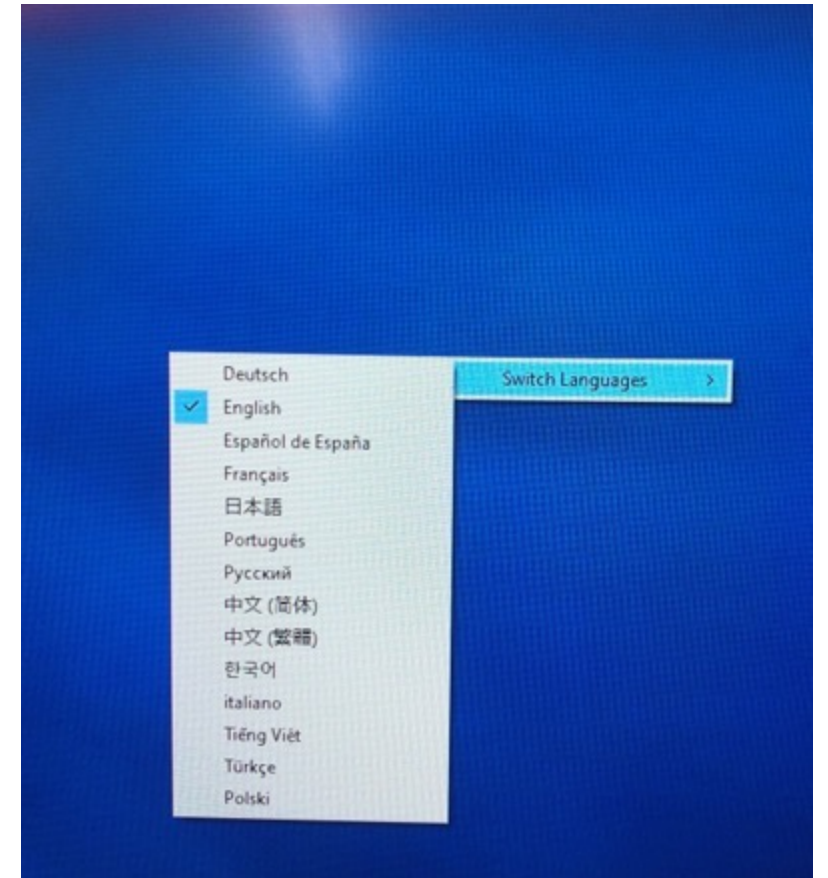 Switch Languages
Deutsch
English
Español de España
Français
日本語
Português
Русский
中文 (简体)
中文 (繁體)
한국어
italiano
Tiếng Việt
Türkçe
Polski